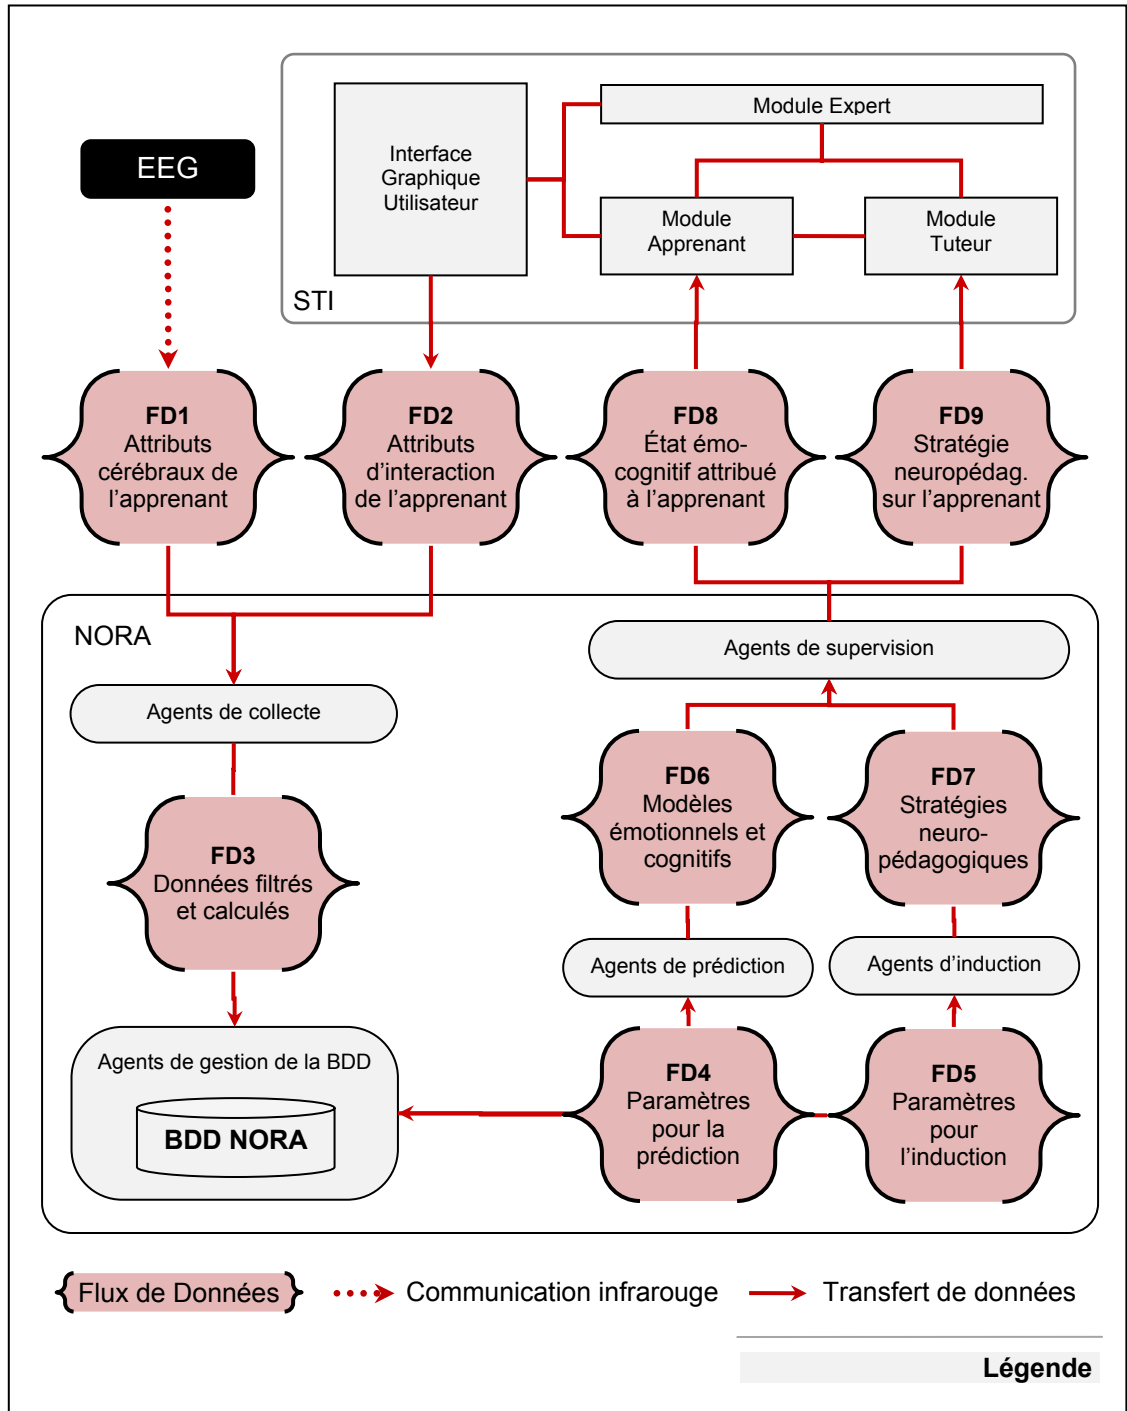 EEG
Interface
Graphique
Utilisateur
Module Expert
Module
Apprenant
Module
Tuteur
STI
FD1
Attributs
cérébraux de
l’apprenant
FD2
Attributs
d’interaction
de l’apprenant
FD8
État émo-
cognitif attribué
à l’apprenant
FD9
Stratégie
neuropédag.
sur l’apprenant
NORA
Agents de supervision
Agents de collecte
FD6
Modèles
émotionnels et
cognitifs
FD7
Stratégies
neuro-
pédagogiques
FD3
Données filtrés
et calculés
Agents de prédiction
Agents d’induction
Agents de gestion de la BDD
BDD NORA
FD4
Paramètres
pour la
prédiction
FD5
Paramètres
pour
l’induction
Flux de Données
Communication infrarouge
Transfert de données
Légende